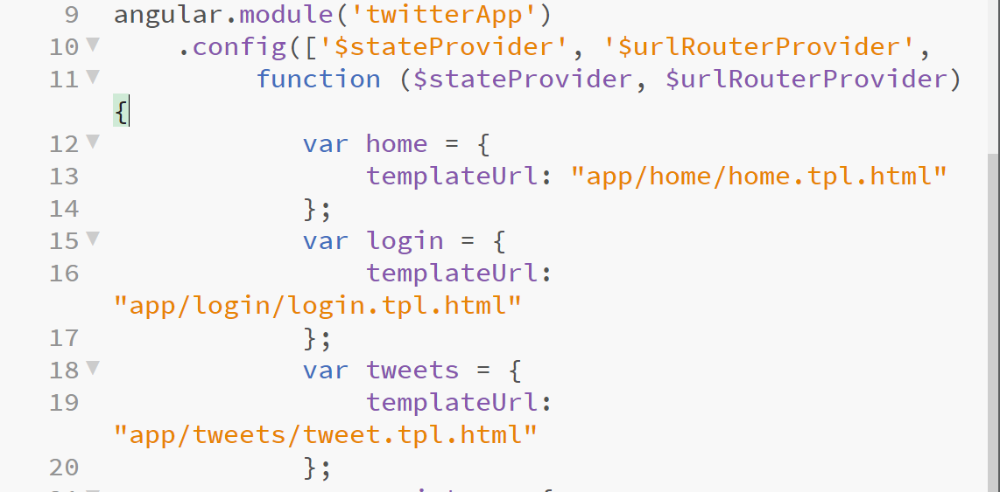 9 angular.module('twitterApp')
10 .config(['$stateProvider', '$urlRouterProvider',
11 function ($stateProvider, $urlRouterProvider)
{
12 var home = {
13 templateUrl: "app/home/home.tpl.html"
14 };
15 var login = {
16 templateUrl:
"app/login/login.tpl.html"
17 };
18 var tweets = {
19 templateUrl:
"app/tweets/tweet.tpl.html"
20 };